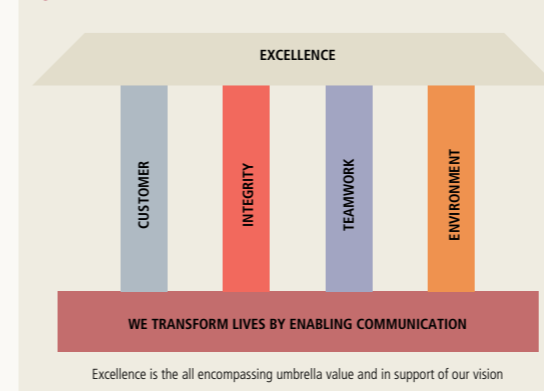 EXCELLENCE
CUSTOMER
INTEGRITY
TEAMWORK
ENVIRONMENT
WE TRANSFORM LIVES BY ENABLING COMMUNICATION
Excellence is the all encompassing umbrella value and in support of our vision